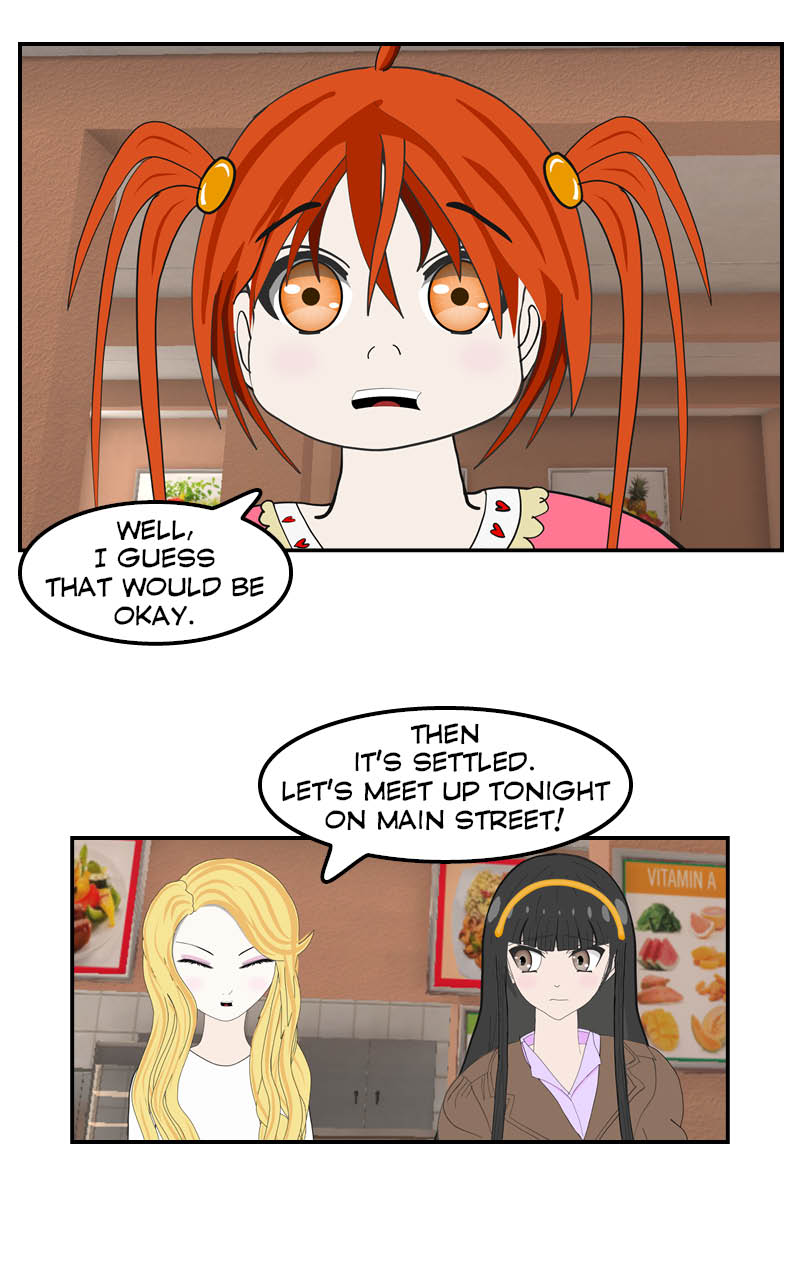 WELL,
I GUESS
THAT WOULD BE
OKAY.
THEN
IT'S SETTLED.
LET'S MEET UP TONIGHT
ON MAIN STREET!
VITAMIN A